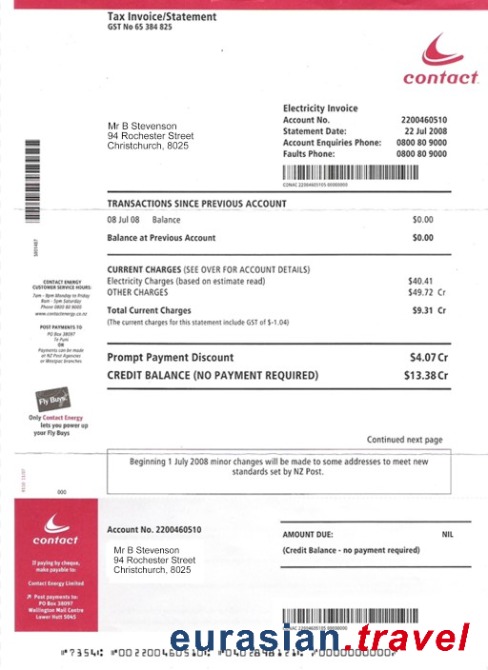 Tax Invoice/Statement
GST No 65 384 825
contact
Electricity Invoice
Account No. 2200460510
Statement Date: 22 Jul 2008
Account Enquiries Phone: 0800 80 9000
Faults Phone: 0800 80 9000
Mr B Stevenson
94 Rochester Street
Christchurch, 8025
TRANSACTIONS SINCE PREVIOUS ACCOUNT
08 Jul 08 Balance $0.00
Balance at Previous Account $0.00
CURRENT CHARGES (SEE OVER FOR ACCOUNT DETAILS)
Electricity Charges (based on estimate read) $40.41
OTHER CHARGES $49.72 Cr
Total Current Charges $9.31 Cr
(The current charges for this statement include GST of $-1.04)
Prompt Payment Discount $4.07 Cr
CREDIT BALANCE (NO PAYMENT REQUIRED) $13.38 Cr
CONTACT ENERGY
CUSTOMER SERVICE HOURS
7am - 8pm Monday to Friday
8am - 5pm Saturday
Phone 0800 80 9000
www.contactenergy.co.nz
POST PAYMENTS TO
PO Box 38097
Te Puni
OR
Payments can be made
at NZ Post Agencies
or Westpac branches
Fly Buys
Only Contact Energy
lets you power up
your Fly Buys
Continued next page
Beginning 1 July 2008 minor changes will be made to some addresses to meet new
standards set by NZ Post.
000
contact
If paying by cheque,
make payable to:
Contact Energy Limited
Post payments to:
PO Box 38097
Wellington Mail Centre
Lower Hutt 5045
Account No. 2200460510
Mr B Stevenson
94 Rochester Street
Christchurch, 8025
AMOUNT DUE: NIL
(Credit Balance - no payment required)
eurasian.travel